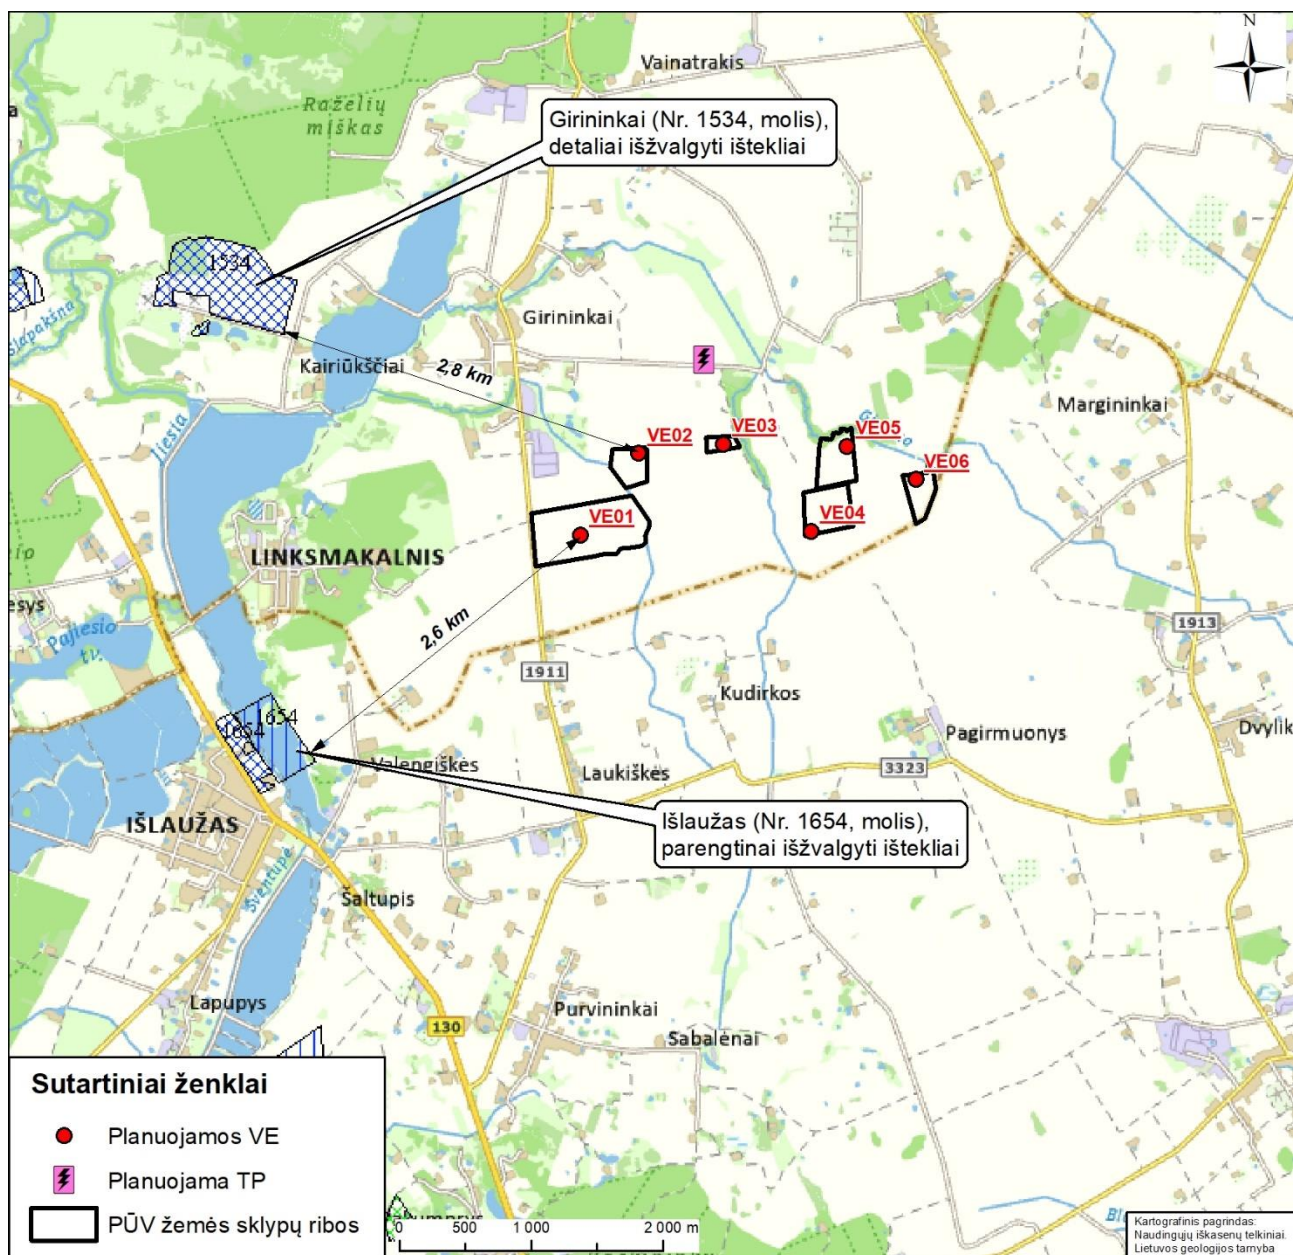 N
Vainatrakis
Raželių
miškas
Girininkai (Nr. 1534, molis),
detaliai išžvalgyti ištekliai
1534
Šlapakšna
Girininkai
Kairiūkščiai
2,8 km
Jiesia
Margininkai
VE02
VE03
VE05
VE06
VE01
VE04
LINKSMAKALNIS
2,6 km
Pajiesio
tv.
1911
1913
Kudirkos
1654
1654
Pagirmuonys
Valengiškės
Laukiškės
3323
IŠLAUŽAS
Išlaužas (Nr. 1654, molis),
parengtinai išžvalgyti ištekliai
Šventupė
Šaltupis
Lapupys
Purvininkai
130
Sabalėnai
Sutartiniai ženklai
Planuojamos VE
Planuojama TP
PŪV žemės sklypų ribos
0 500 1 000 2 000 m
Kartografinis pagrindas:
Naudingųjų iškasenų telkiniai.
Lietuvos geologijos tarnyba